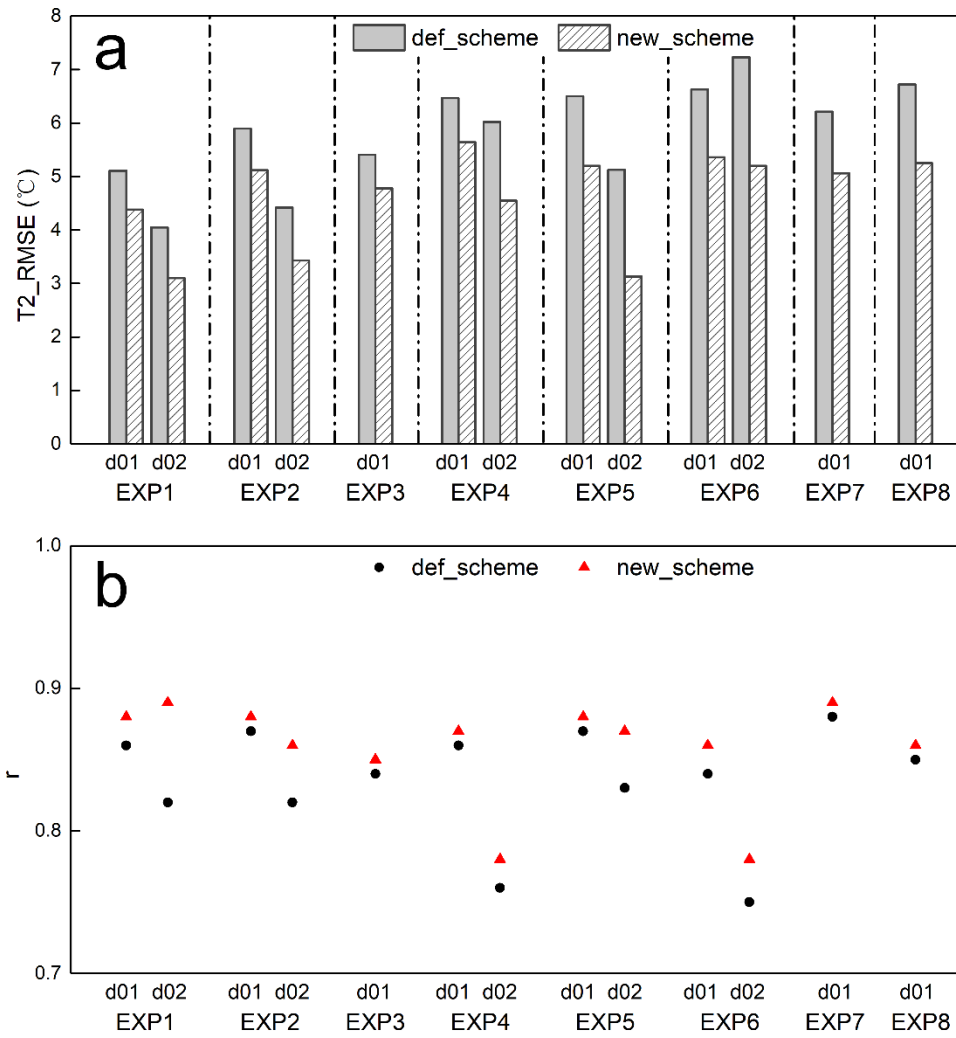 a
def_scheme new_scheme
8
7
6
5
4
3
2
1
0
T2_RMSE (℃)
d01 d02 d01 d02 d01 d01 d02 d01 d02 d01 d02 d01 d01
EXP1 EXP2 EXP3 EXP4 EXP5 EXP6 EXP7 EXP8
b
def_scheme new_scheme
1.0
0.9
0.8
0.7
r
d01 d02 d01 d02 d01 d01 d02 d01 d02 d01 d02 d01 d01
EXP1 EXP2 EXP3 EXP4 EXP5 EXP6 EXP7 EXP8